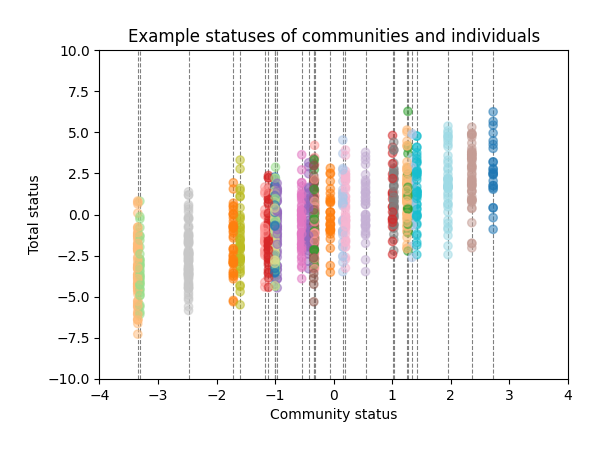 Example statuses of communities and individuals
10.0
7.5
5.0
2.5
0.0
−2.5
−5.0
−7.5
−10.0
Total status
−4 −3 −2 −1 0 1 2 3 4
Community status